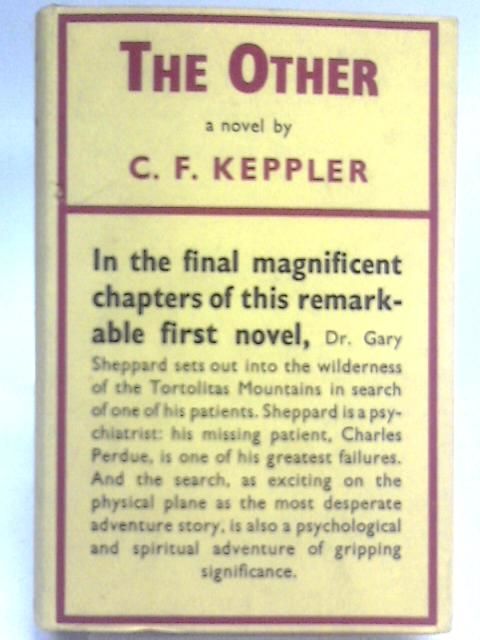 THE OTHER
a novel by
C. F. KEPPLER
In the final magnificent
chapters of this remark-
able first novel, Dr. Gary
Sheppard sets out into the wilderness
of the Tortolitas Mountains in search
of one of his patients. Sheppard is a psy-
chiatrist: his missing patient, Charles
Perdue, is one of his greatest failures.
And the search, as exciting on the
physical plane as the most desperate
adventure story, is also a psychological
and spiritual adventure of gripping
significance.